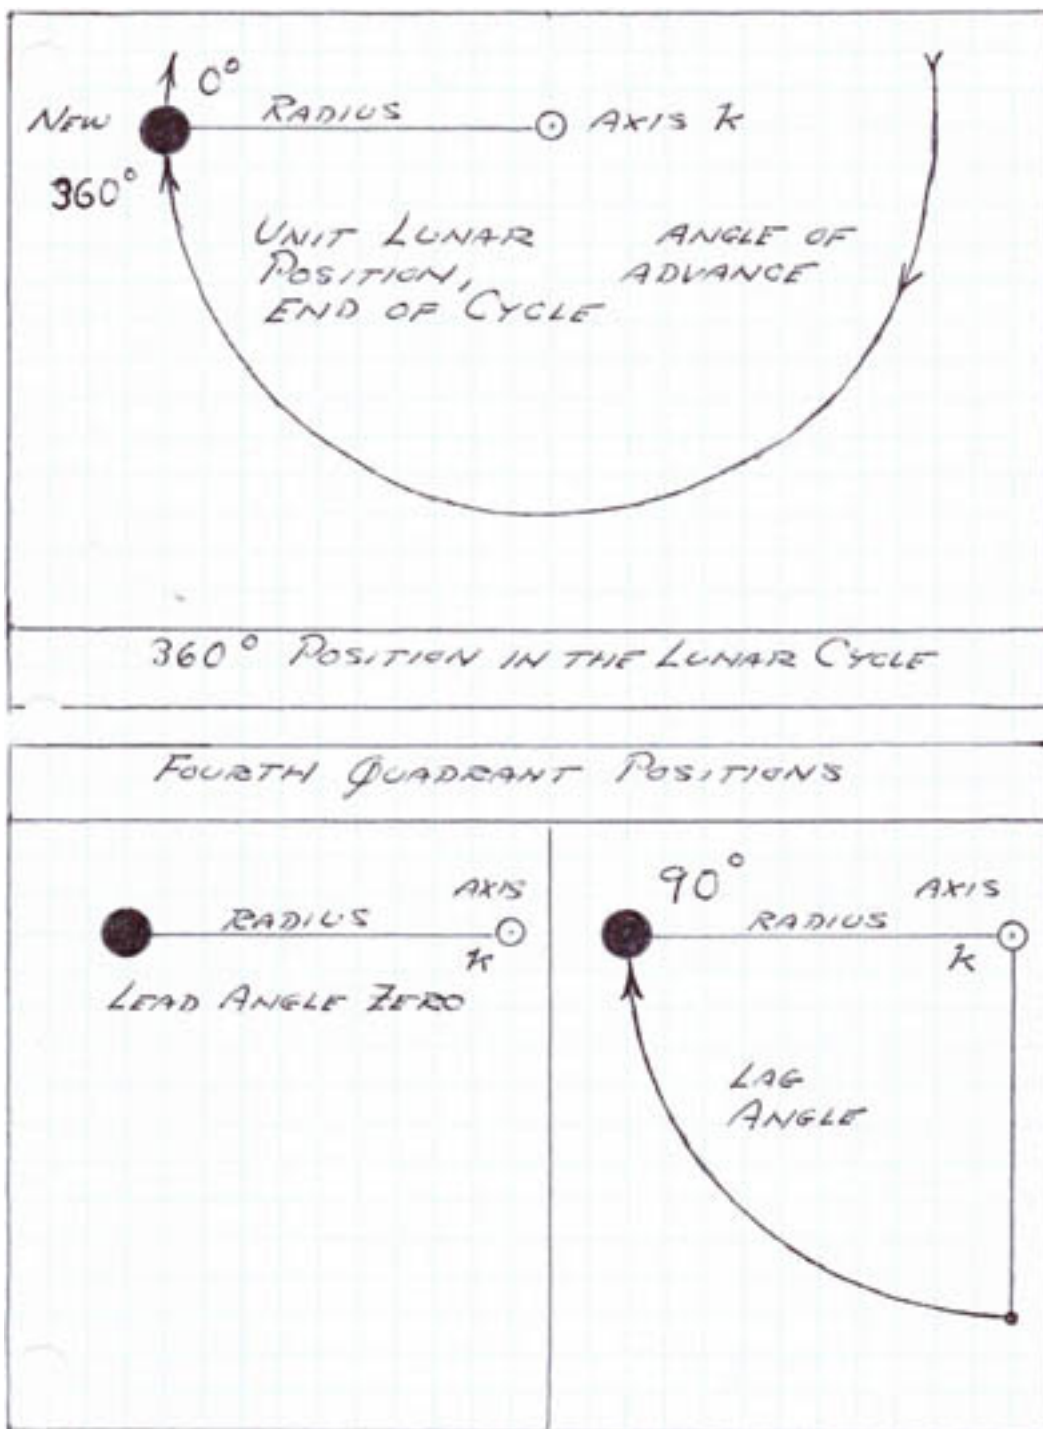 0°
NEW
RADIUS
AXIS k
360°
UNIT LUNAR
POSITION,
END OF CYCLE
ANGLE OF
ADVANCE
360° POSITION IN THE LUNAR CYCLE
FOURTH QUADRANT POSITIONS
AXIS
RADIUS
k
LEAD ANGLE ZERO
90°
AXIS
RADIUS
k
LAG
ANGLE